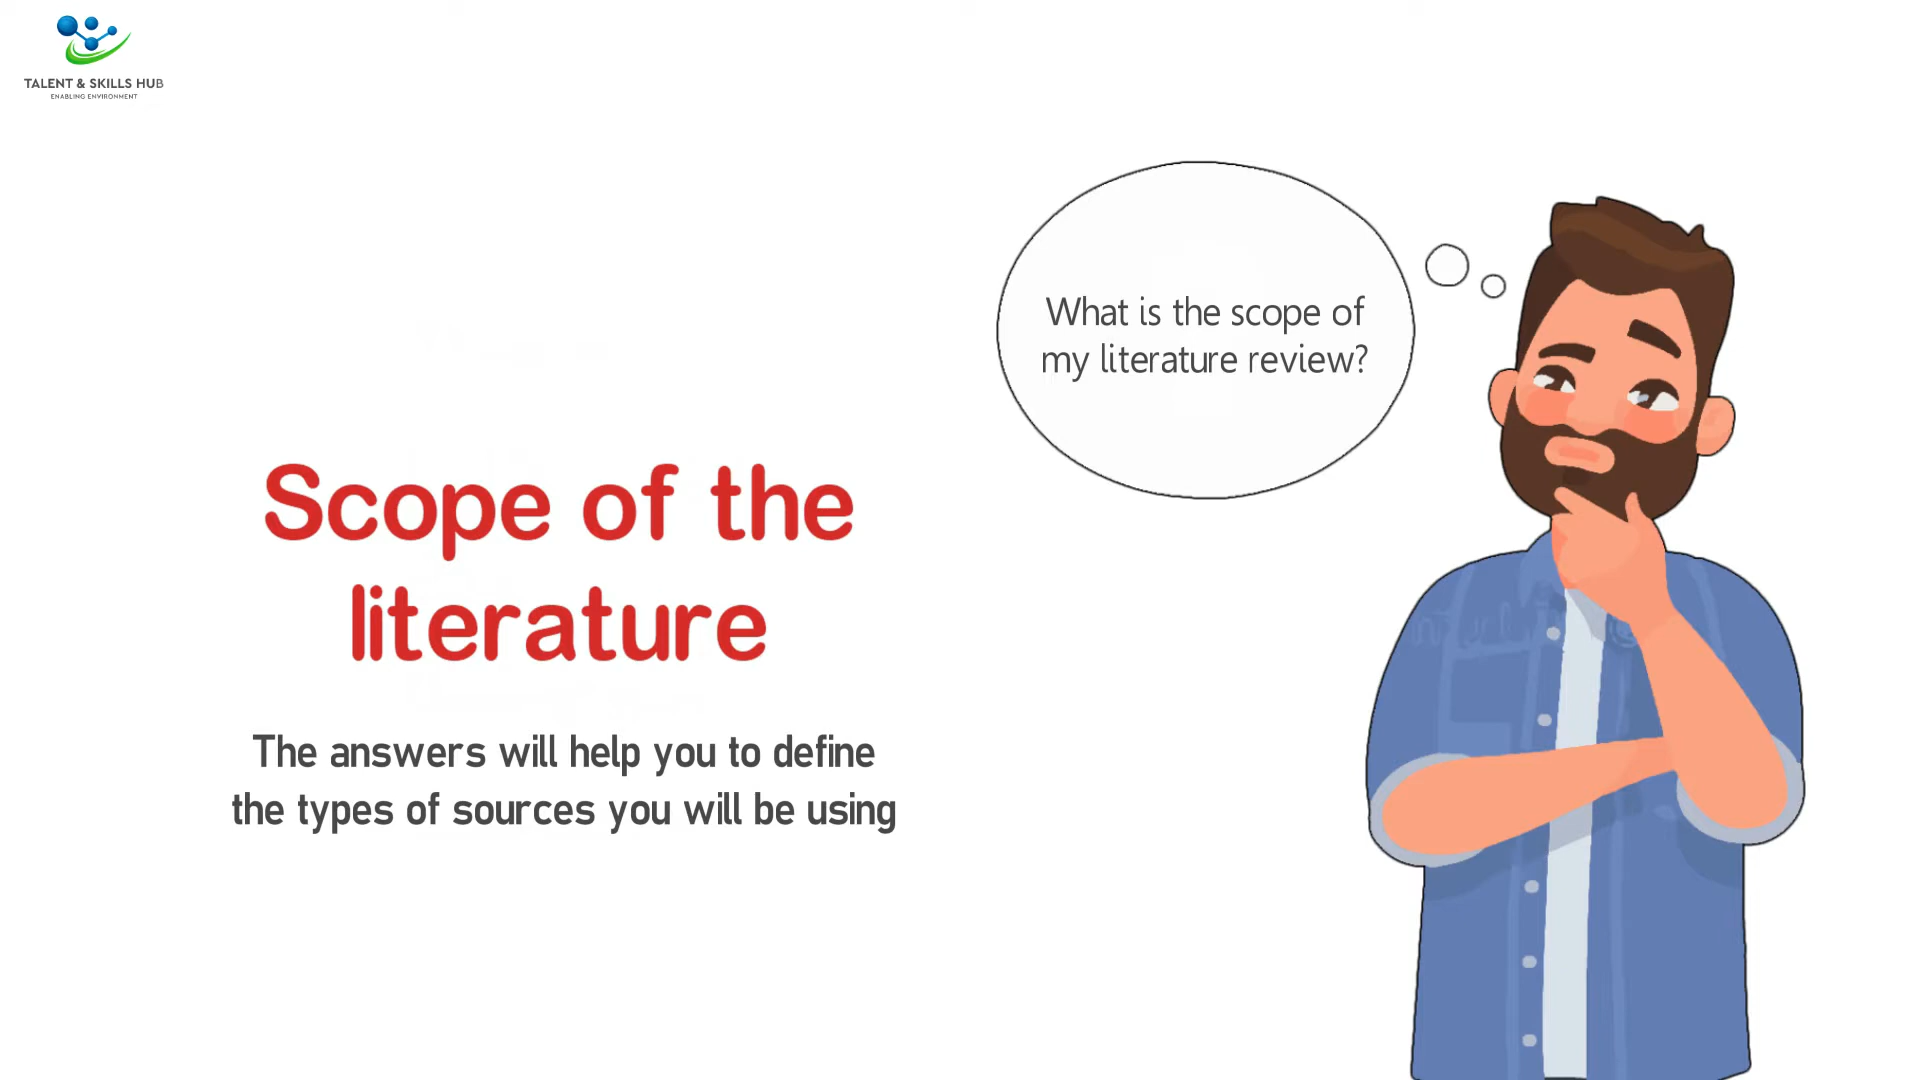 TALENT & SKILLS HUB
ENABLING ENVIRONMENT
What is the scope of
my literature review?
Scope of the
literature
The answers will help you to define
the types of sources you will be using